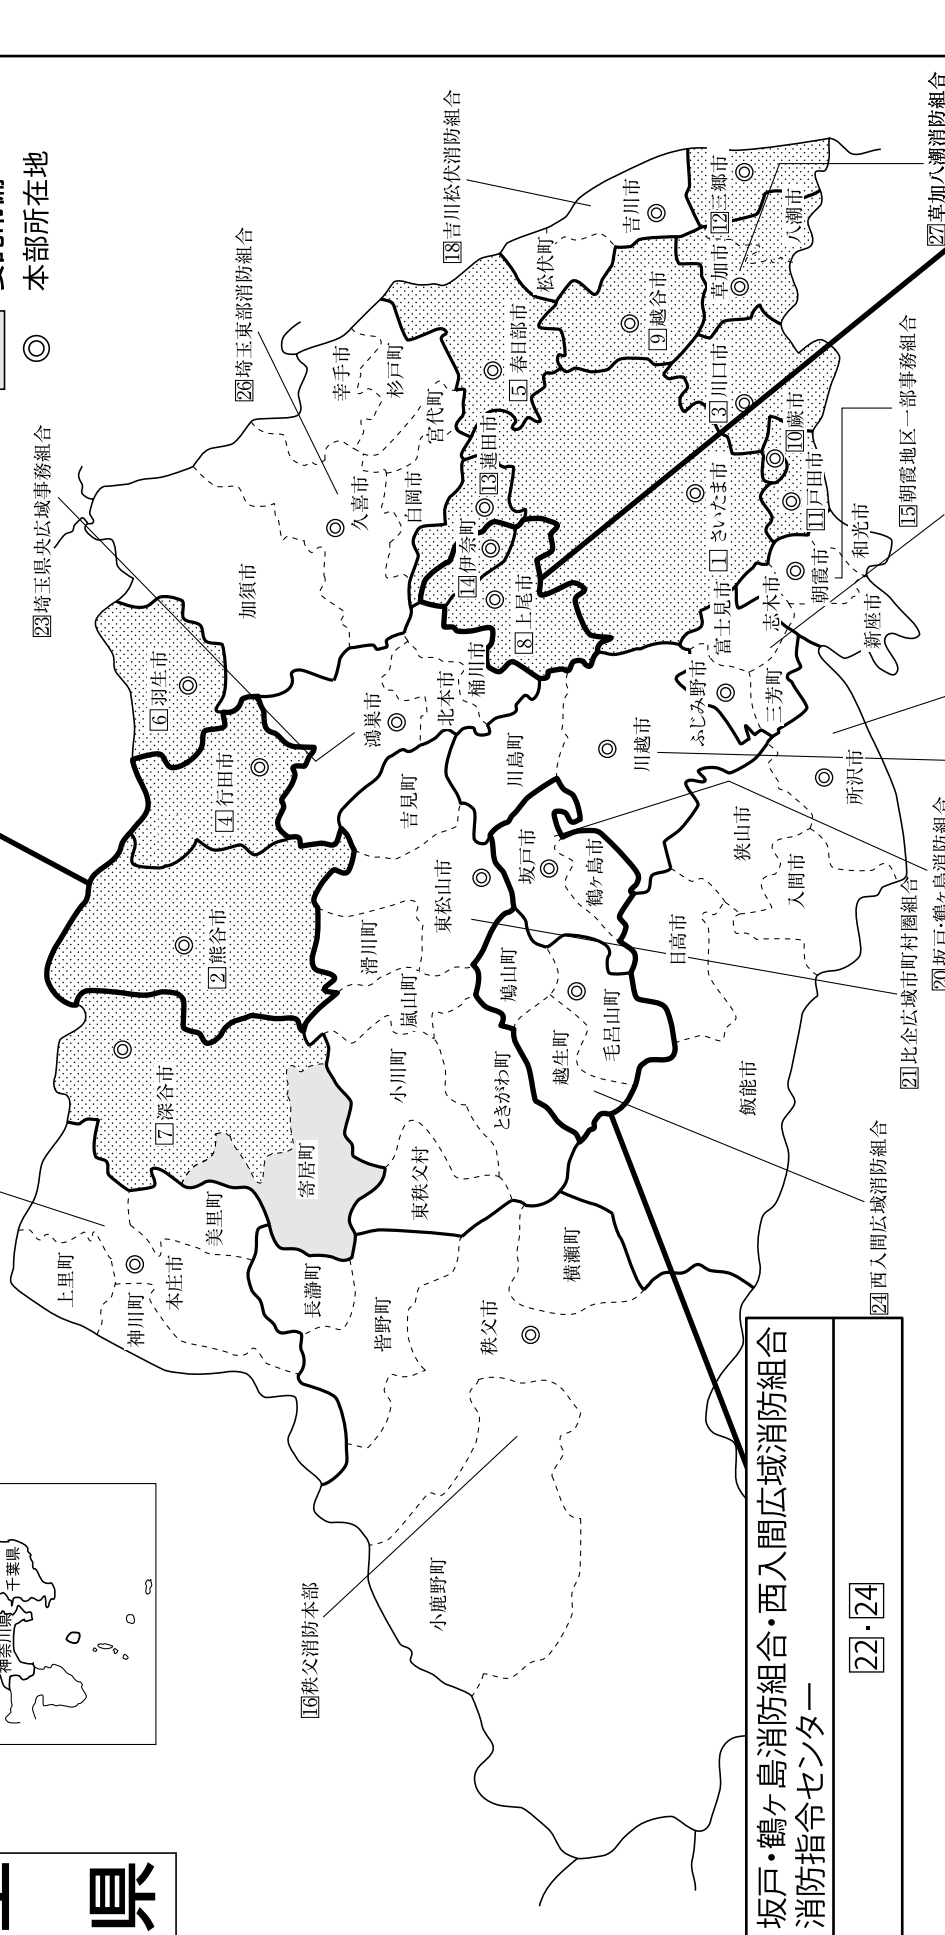 本部所在地
県
千葉県
神奈川県
16秩父消防本部
23埼玉県央広域事務組合
26埼玉東部消防組合
18吉川松伏消防組合
27草加八潮消防組合
15朝霞地区一部事務組合
21比企広域市町村圏組合
24西入間広域消防組合
坂戸・鶴ヶ島消防組合・西入間広域消防組合
消防指令センター
22・24
上里町
神川町
本庄市
美里町
長瀞町
皆野町
秩父市
横瀬町
小鹿野町
7深谷市
寄居町
2熊谷市
4行田市
6羽生市
加須市
久喜市
幸手市
杉戸町
宮代町
白岡市
13蓮田市
14伊奈町
8上尾市
桶川市
北本市
鴻巣市
吉見町
川島町
東松山市
滑川町
嵐山町
小川町
ときがわ町
東秩父村
鳩山町
越生町
毛呂山町
坂戸市
鶴ヶ島市
川越市
日高市
飯能市
狭山市
入間市
所沢市
三芳町
ふじみ野市
富士見市
志木市
朝霞市
和光市
新座市
1さいたま市
3川口市
10蕨市
11戸田市
5春日部市
9越谷市
松伏町
吉川市
12三郷市
草加市
八潮市